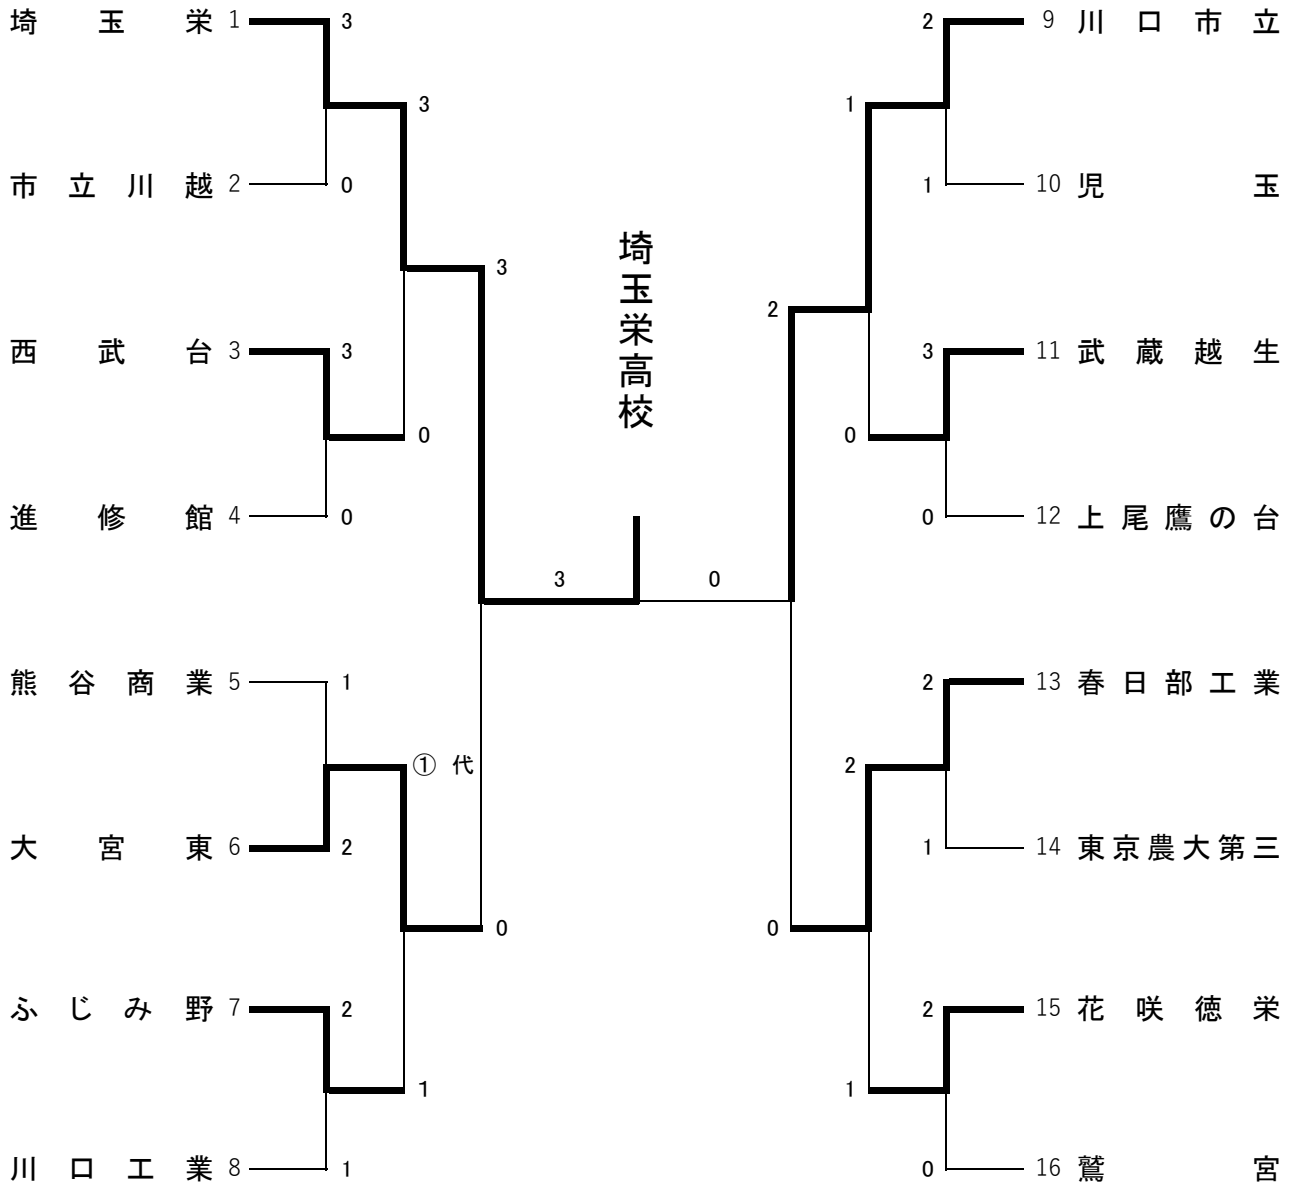 埼玉栄 1 3
2 9 川口市立
3
1
市立川越 2 0
1 10 児玉
埼玉栄高校
3
2
西武台 3 3
3 11 武蔵越生
0
0
進修館 4 0
0 12 上尾鷹の台
3 0
熊谷商業 5 1
2 13 春日部工業
① 代
2
大宮東 6 2
1 14 東京農大第三
0
0
ふじみ野 7 2
2 15 花咲徳栄
1
1
川口工業 8 1
0 16 鷲宮